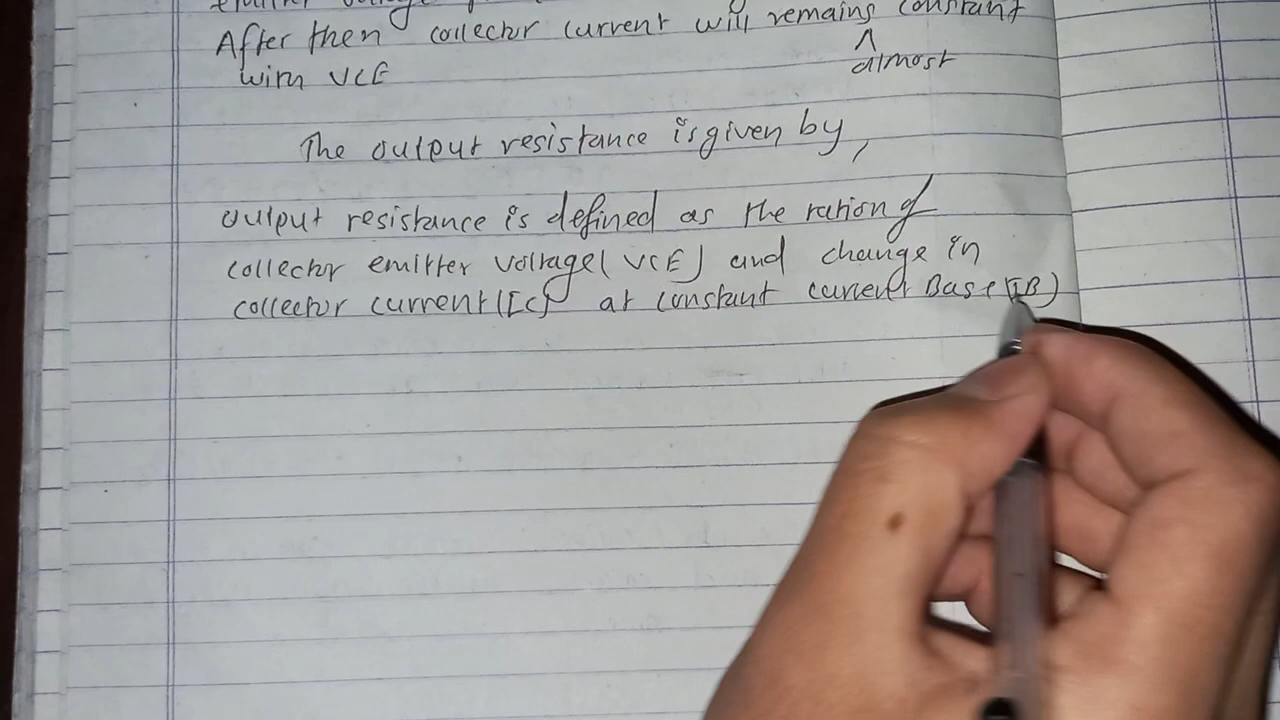 emitter voltage
After then collector current will remains constant
^
almost
with VCE
The output resistance is given by,
output resistance is defined as the ration of
collector emitter voltage (VCE) and change in
collector current (IC) at constant current Base (IB)